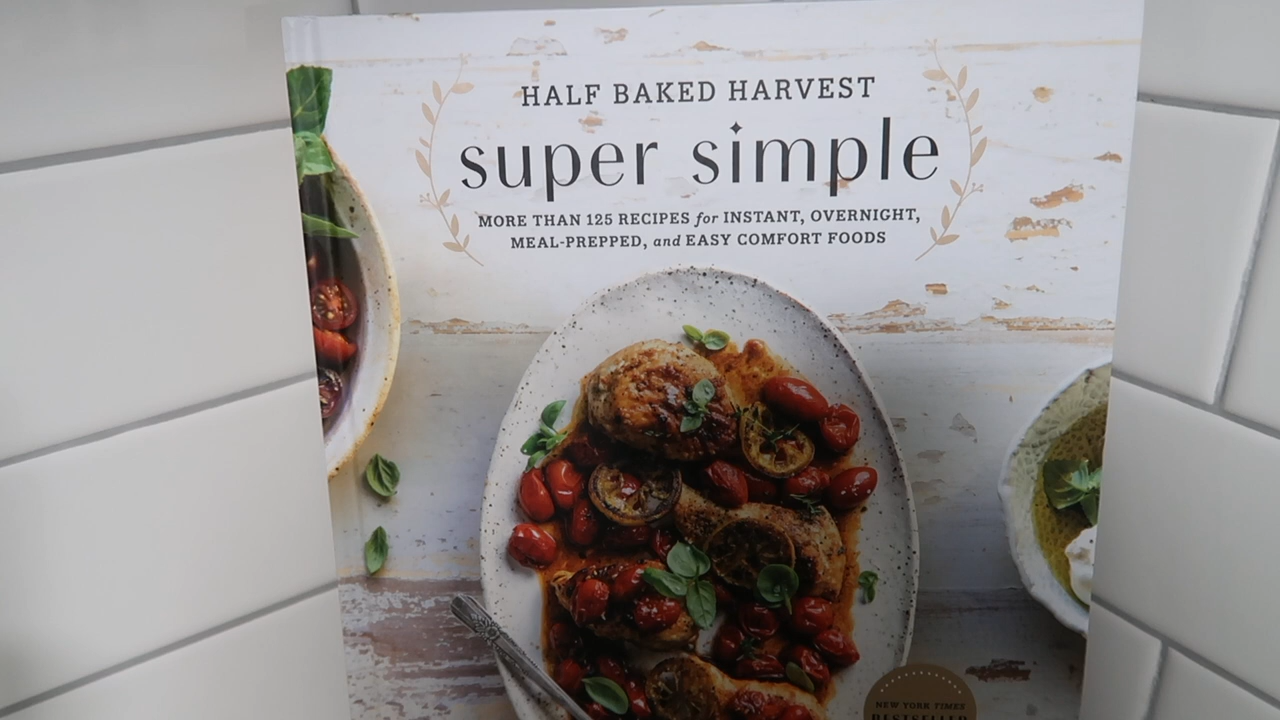 HALF BAKED HARVEST
super simple
MORE THAN 125 RECIPES for INSTANT, OVERNIGHT,
MEAL-PREPPED, and EASY COMFORT FOODS
NEW YORK TIMES
BESTSELLER